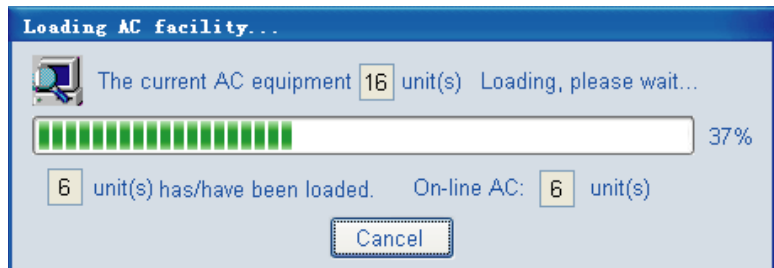 Loading AC facility...
The current AC equipment 16 unit(s) Loading, please wait...
37%
6 unit(s) has/have been loaded. On-line AC: 6 unit(s)
Cancel